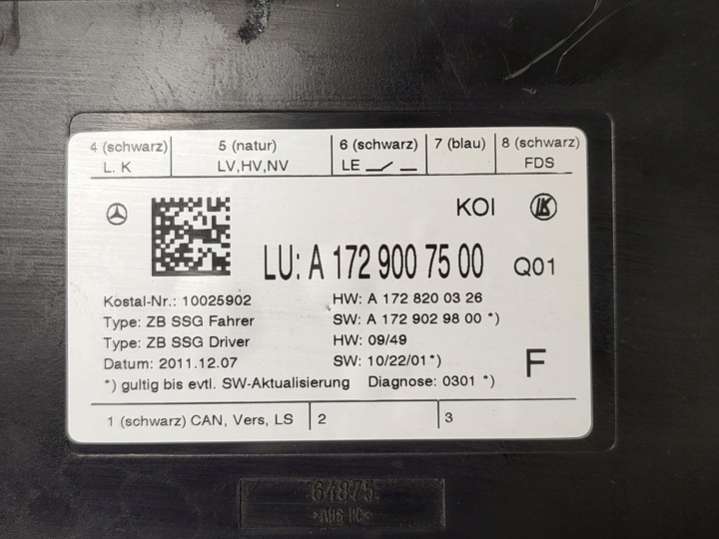 4 (schwarz) 5 (natur) 6 (schwarz) 7 (blau) 8 (schwarz)
L. K LV,HV,NV LE FDS
KOI LK
LU: A 172 900 75 00 Q01
Kostal-Nr.: 10025902 HW: A 172 820 03 26
Type: ZB SSG Fahrer SW: A 172 902 98 00 *)
Type: ZB SSG Driver HW: 09/49
Datum: 2011.12.07 SW: 10/22/01*) F
*) gultig bis evtl. SW-Aktualisierung Diagnose: 0301 *)
1 (schwarz) CAN, Vers, LS 2 3
64875